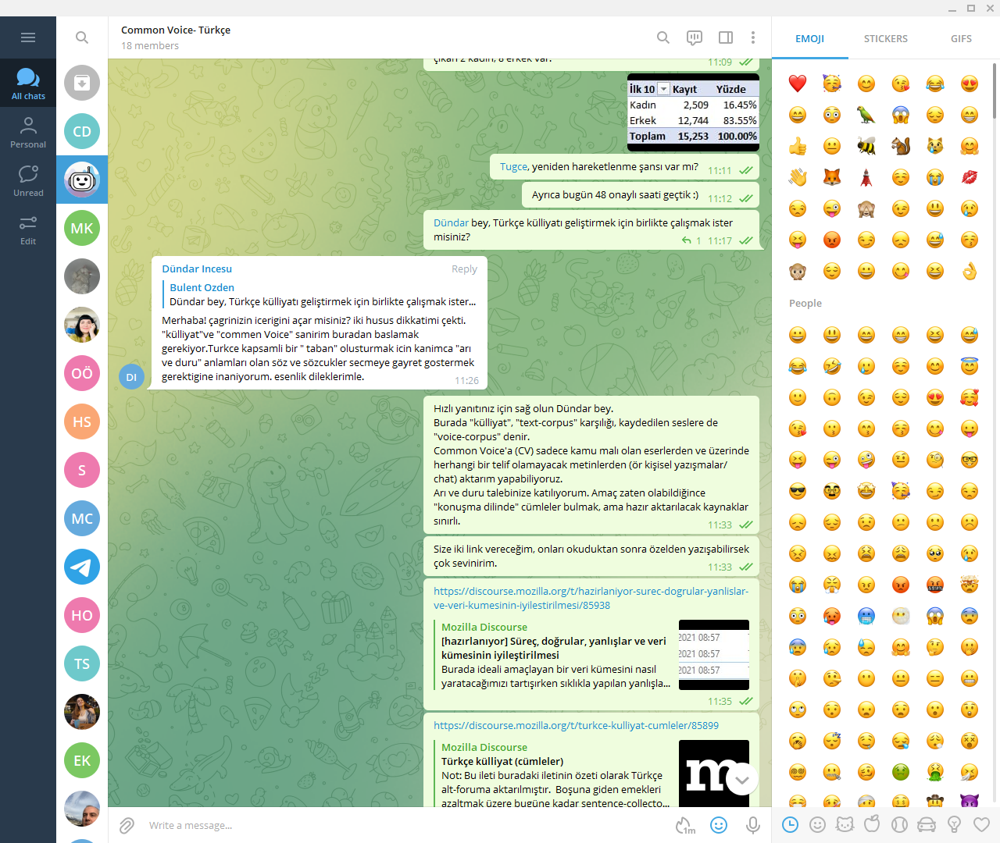 Common Voice- Türkçe
18 members
EMOJI
STICKERS
GIFS
All chats
Personal
Unread
Edit
CD
MK
OÖ
HS
S
MC
HO
TS
EK
çıkan 2 kadın, 8 erkek var.
11:09
İlk 10 Kayıt Yüzde
Kadın 2,509 16.45%
Erkek 12,744 83.55%
Toplam 15,253 100.00%
Tugce, yeniden hareketlenme şansı var mı?
11:11
Ayrıca bugün 48 onaylı saati geçtik :)
11:12
Dündar bey, Türkçe külliyatı geliştirmek için birlikte çalışmak ister
misiniz?
1 11:17
Dündar Incesu
Reply
Bulent Ozden
Dündar bey, Türkçe külliyatı geliştirmek için birlikte çalışmak ister...
Merhaba! çagrinizin icerigini açar misiniz? iki husus dikkatimi çekti.
"külliyat"ve "commen Voice" sanirim buradan baslamak
gerekiyor.Turkce kapsamli bir " taban" olusturmak icin kanimca "arı
ve duru" anlamları olan söz ve sözcukler secmeye gayret gostermek
gerektigine inaniyorum. esenlik dileklerimle.
11:26
DI
Hızlı yanıtınız için sağ olun Dündar bey.
Burada "külliyat", "text-corpus" karşılığı, kaydedilen seslere de
"voice-corpus" denir.
Common Voice'a (CV) sadece kamu malı olan eserlerden ve üzerinde
herhangi bir telif olamayacak metinlerden (ör kişisel yazışmalar/
chat) aktarım yapabiliyoruz.
Arı ve duru talebinize katılıyorum. Amaç zaten olabildiğince
"konuşma dilinde" cümleler bulmak, ama hazır aktarılacak kaynaklar
sınırlı.
11:33
Size iki link vereceğim, onları okuduktan sonra özelden yazışabilirsek
çok sevinirim.
11:33
https://discourse.mozilla.org/t/hazirlaniyor-surec-dogrular-yanlislar-
ve-veri-kumesinin-iyilestirilmesi/85938
Mozilla Discourse
[hazırlanıyor] Süreç, doğrular, yanlışlar ve veri
kümesinin iyileştirilmesi
Burada ideali amaçlayan bir veri kümesini nasıl
yaratacağımızı tartışırken sıklıkla yapılan yanlışla...
2021 08:57
2021 08:57
2021 08:57
11:35
https://discourse.mozilla.org/t/turkce-kulliyat-cumleler/85899
Mozilla Discourse
Türkçe külliyat (cümleler)
Not: Bu ileti buradaki iletinin özeti olarak Türkçe
alt-foruma aktarılmıştır. Boşuna giden emekleri
azaltmak üzere bugüne kadar sentence-collecto...
m
Write a message...
1m
People